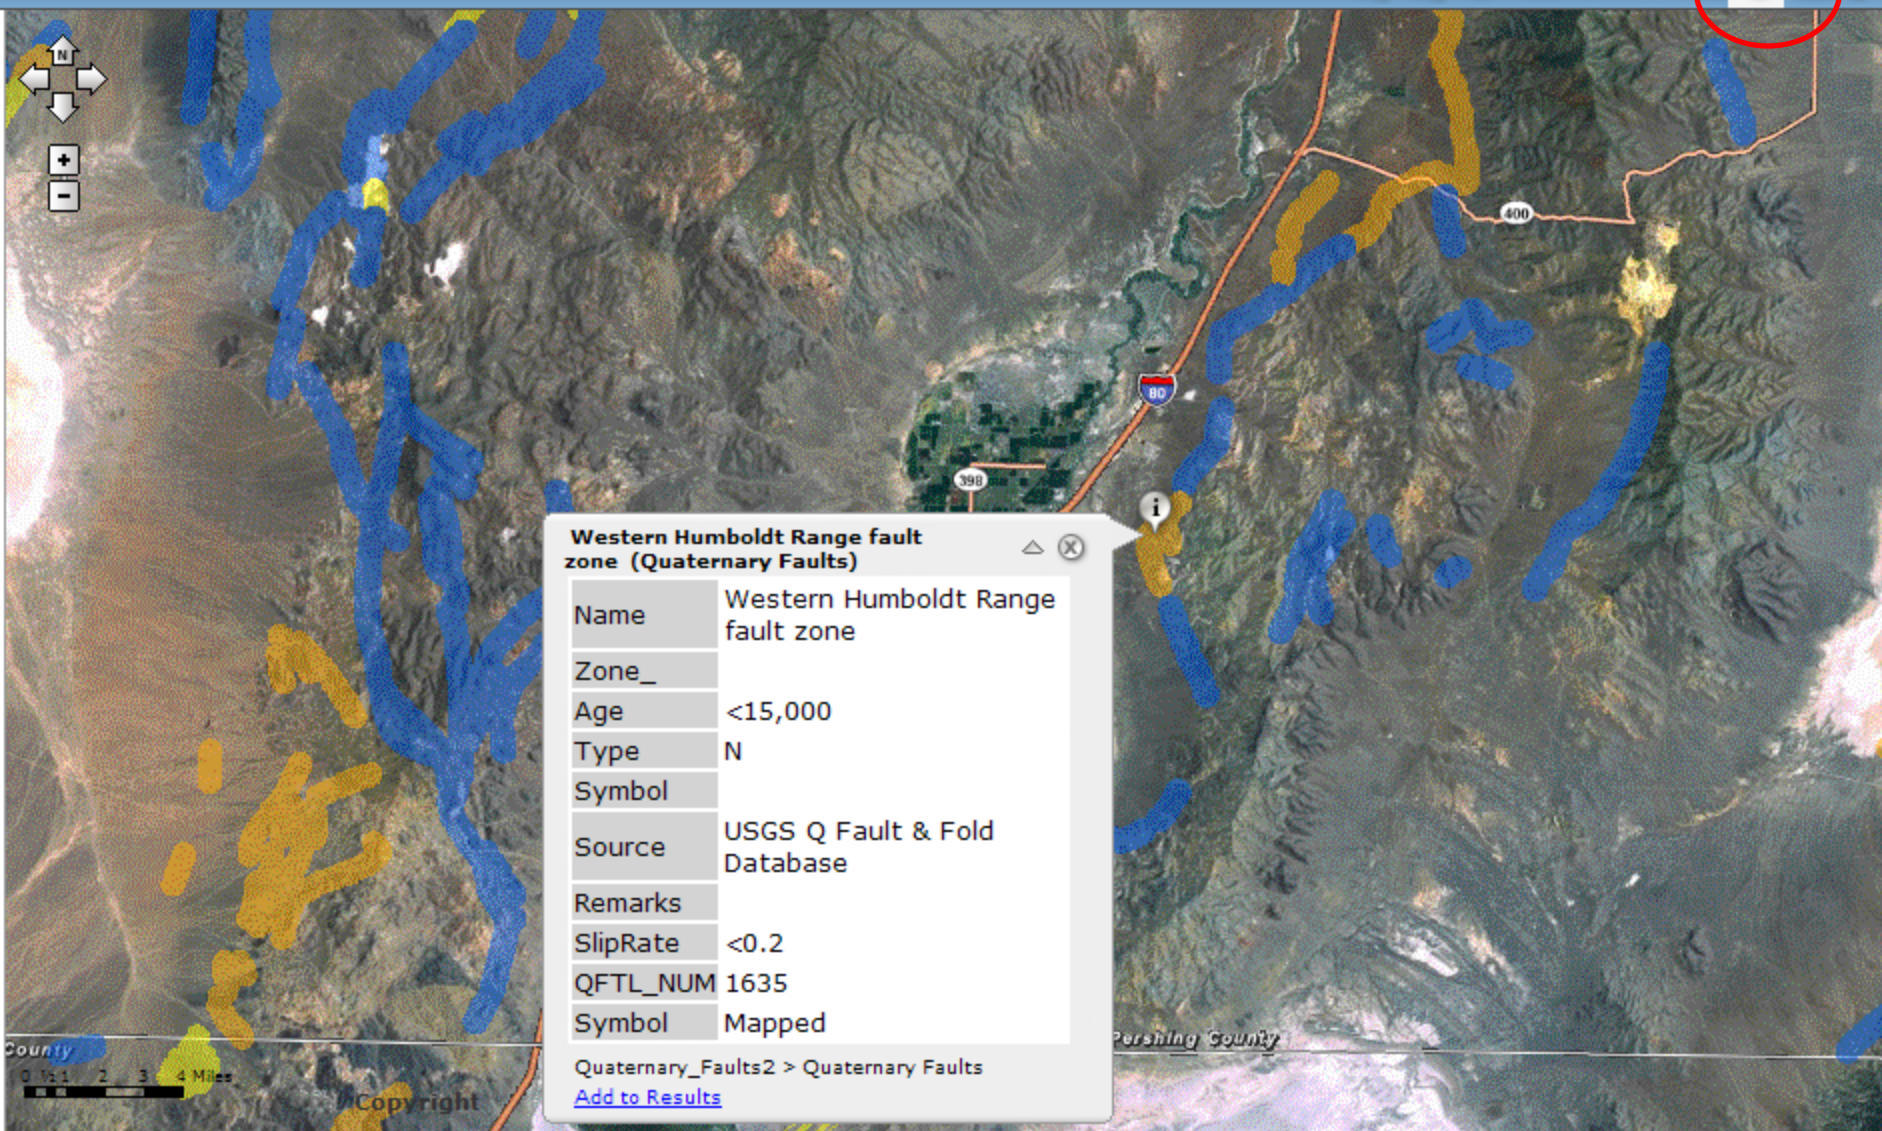 N
+
-
400
80
398
i
Western Humboldt Range fault
zone (Quaternary Faults)
Name Western Humboldt Range
fault zone
Zone_
Age <15,000
Type N
Symbol
Source USGS Q Fault & Fold
Database
Remarks
SlipRate <0.2
QFTL_NUM 1635
Symbol Mapped
Quaternary_Faults2 > Quaternary Faults
Add to Results
County
Pershing County
0 ½ 1 2 3 4 Miles
Copyright